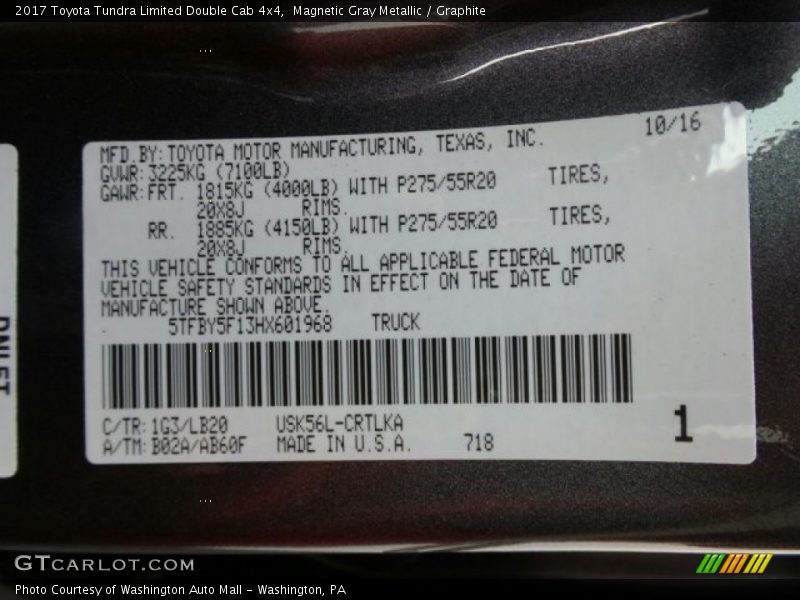 2017 Toyota Tundra Limited Double Cab 4x4,  Magnetic Gray Metallic / Graphite
10/16
MFD.BY:TOYOTA MOTOR MANUFACTURING, TEXAS, INC.
GVWR:3225KG (7100LB)
GAWR:FRT. 1815KG (4000LB) WITH P275/55R20 TIRES,
20X8J RIMS.
RR. 1885KG (4150LB) WITH P275/55R20 TIRES,
20X8J RIMS.
THIS VEHICLE CONFORMS TO ALL APPLICABLE FEDERAL MOTOR
VEHICLE SAFETY STANDARDS IN EFFECT ON THE DATE OF
MANUFACTURE SHOWN ABOVE.
5TFBY5F13HX601968 TRUCK
C/TR:1G3/LB20 USK56L-CRTLKA
A/TM:B02A/AB60F MADE IN U.S.A. 718
1
GTCARLOT.COM
Photo Courtesy of Washington Auto Mall - Washington, PA